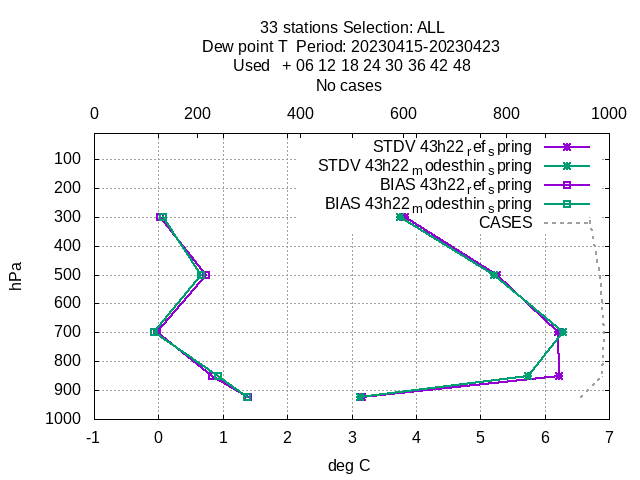 33 stations Selection: ALL
Dew point T  Period: 20230415-20230423
Used   + 06 12 18 24 30 36 42 48
No cases
0 200 400 600 800 1000
STDV 43h22_ref_spring
STDV 43h22_modesthin_spring
BIAS 43h22_ref_spring
BIAS 43h22_modesthin_spring
CASES
hPa
100
200
300
400
500
600
700
800
900
1000
-1 0 1 2 3 4 5 6 7
deg C